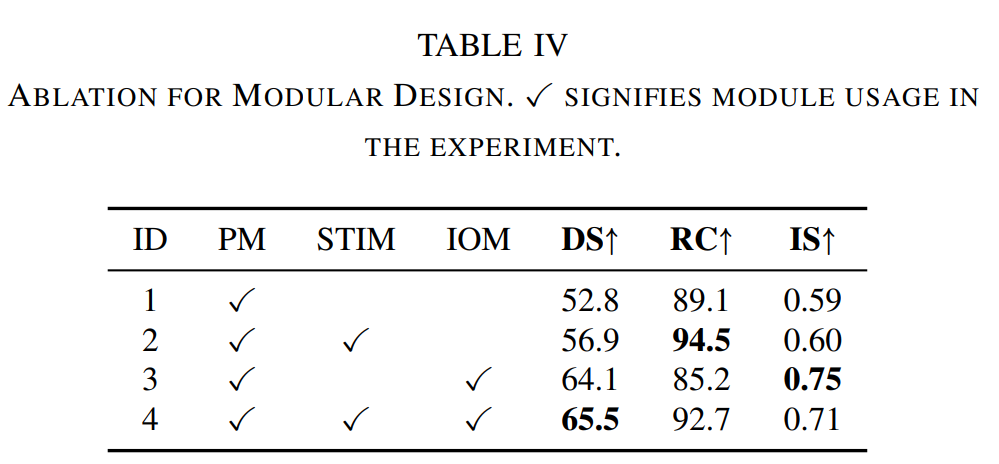 TABLE IV
ABLATION FOR MODULAR DESIGN. ✓ SIGNIFIES MODULE USAGE IN
THE EXPERIMENT.
ID PM STIM IOM DS↑ RC↑ IS↑
1 ✓ 52.8 89.1 0.59
2 ✓ ✓ 56.9 94.5 0.60
3 ✓ ✓ 64.1 85.2 0.75
4 ✓ ✓ ✓ 65.5 92.7 0.71